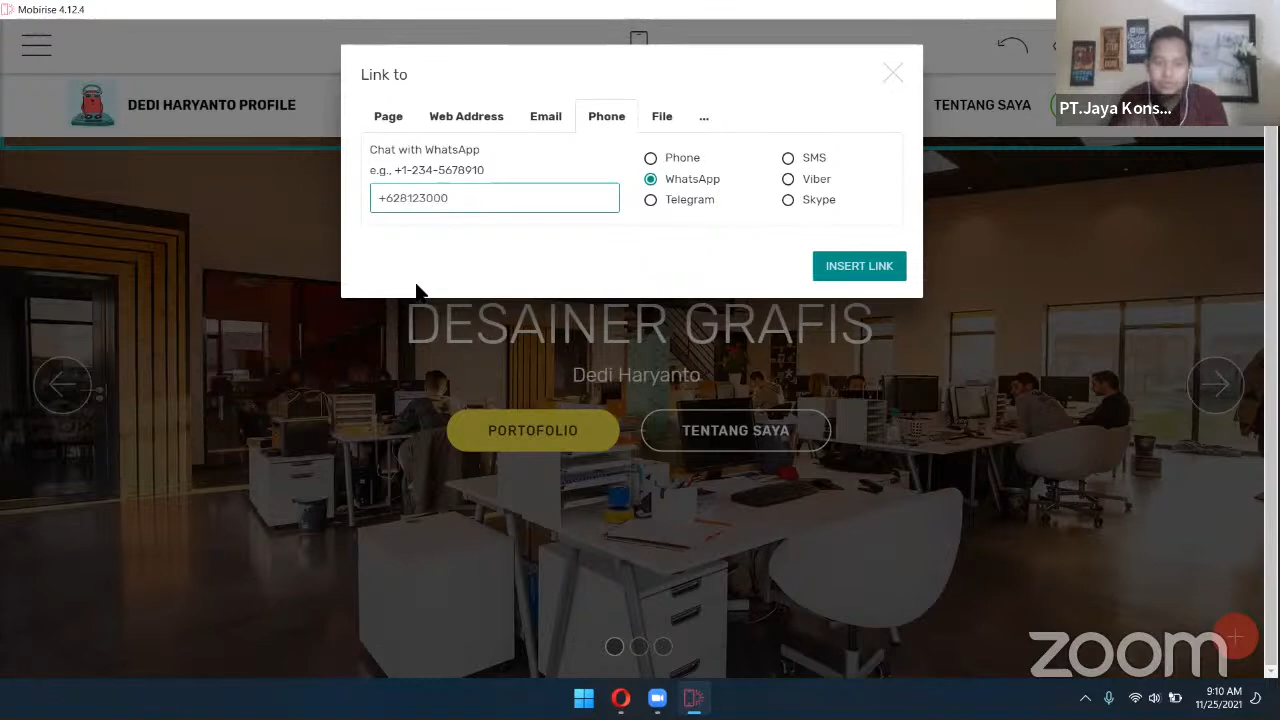 Mobirise 4.12.4
Link to
DEDI HARYANTO PROFILE
TENTANG SAYA
PT.Jaya Kons...
Page Web Address Email Phone File ...
Chat with WhatsApp
e.g., +1-234-5678910
+628123000
Phone SMS
WhatsApp Viber
Telegram Skype
INSERT LINK
DESAINER GRAFIS
Dedi Haryanto
PORTOFOLIO TENTANG SAYA
zoom
9:10 AM
11/25/2021